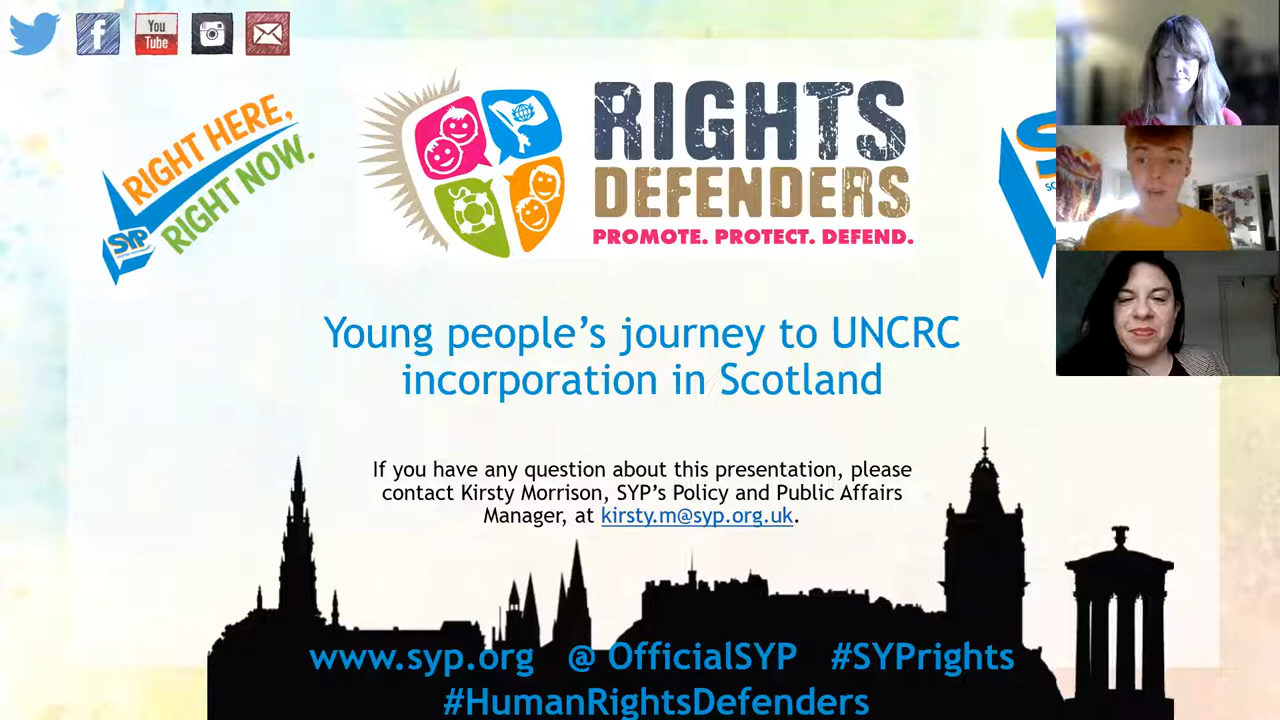 You
Tube
RIGHT HERE,
RIGHT NOW.
SYP
RIGHTS
DEFENDERS
PROMOTE. PROTECT. DEFEND.
Young people’s journey to UNCRC
incorporation in Scotland
If you have any question about this presentation, please
contact Kirsty Morrison, SYP’s Policy and Public Affairs
Manager, at kirsty.m@syp.org.uk.
www.syp.org @ OfficialSYP #SYPrights
#HumanRightsDefenders